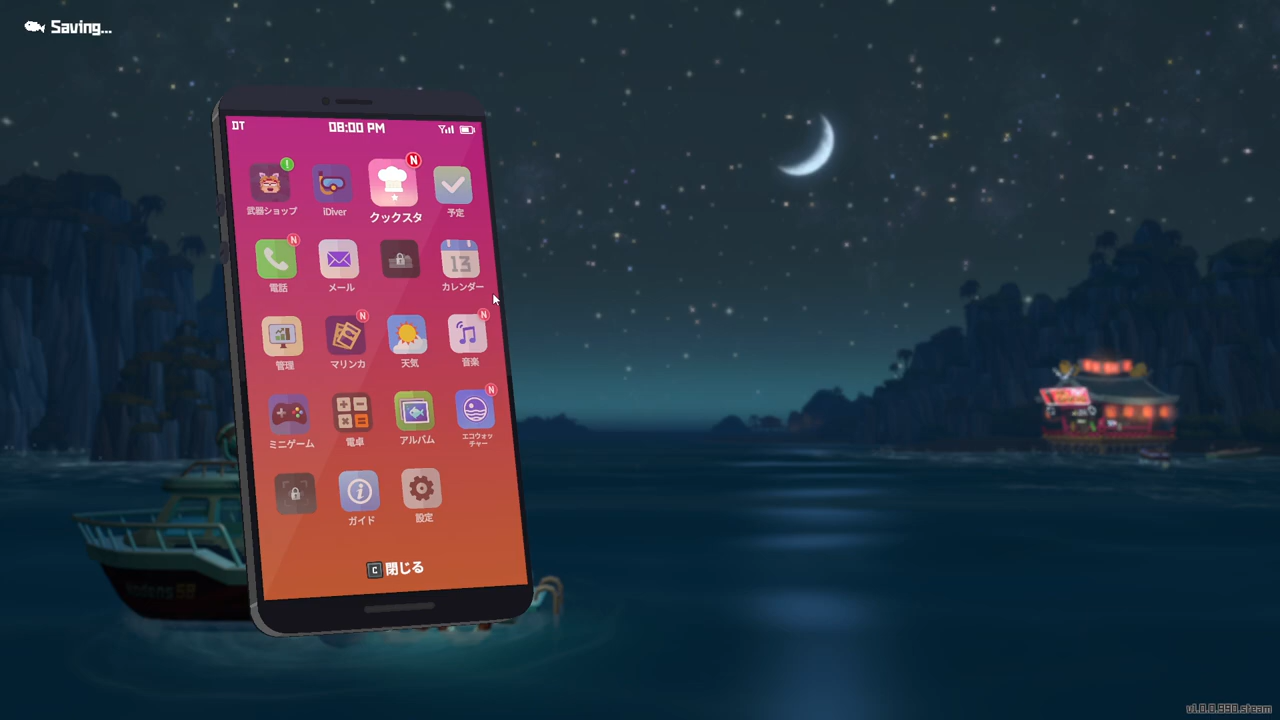 Saving...
DT 08:00 PM
! N
武器ショップ iDiver クックスタ 予定
N 13
電話 メール カレンダー
N N
管理 マリンカ 天気 音楽
N
ミニゲーム 電卓 アルバム エコウォッチャー
ガイド 設定
C 閉じる
v1.0.0.990.steam